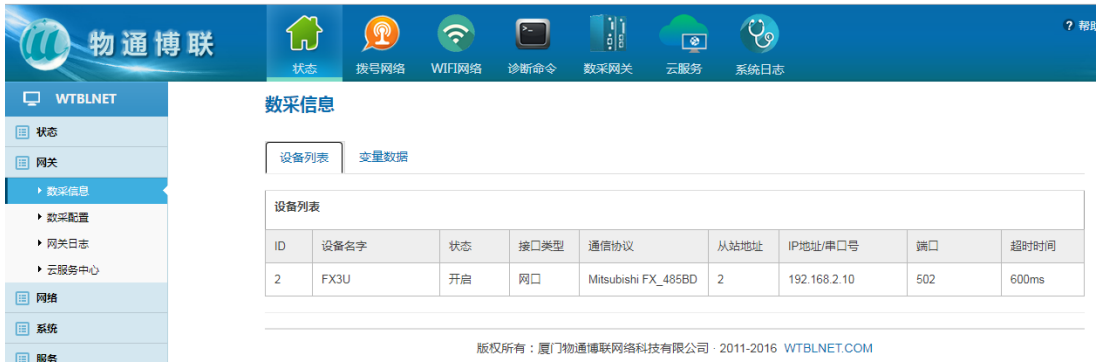 物通博联
状态 拨号网络 WIFI网络 诊断命令 数采网关 云服务 系统日志
? 帮助
WTBLNET
状态
网关
数采信息
数采配置
网关日志
云服务中心
网络
系统
服务
数采信息
设备列表 变量数据
设备列表
ID 设备名字 状态 接口类型 通信协议 从站地址 IP地址/串口号 端口 超时时间
2 FX3U 开启 网口 Mitsubishi FX_485BD 2 192.168.2.10 502 600ms
版权所有：厦门物通博联网络科技有限公司 · 2011-2016 WTBLNET.COM